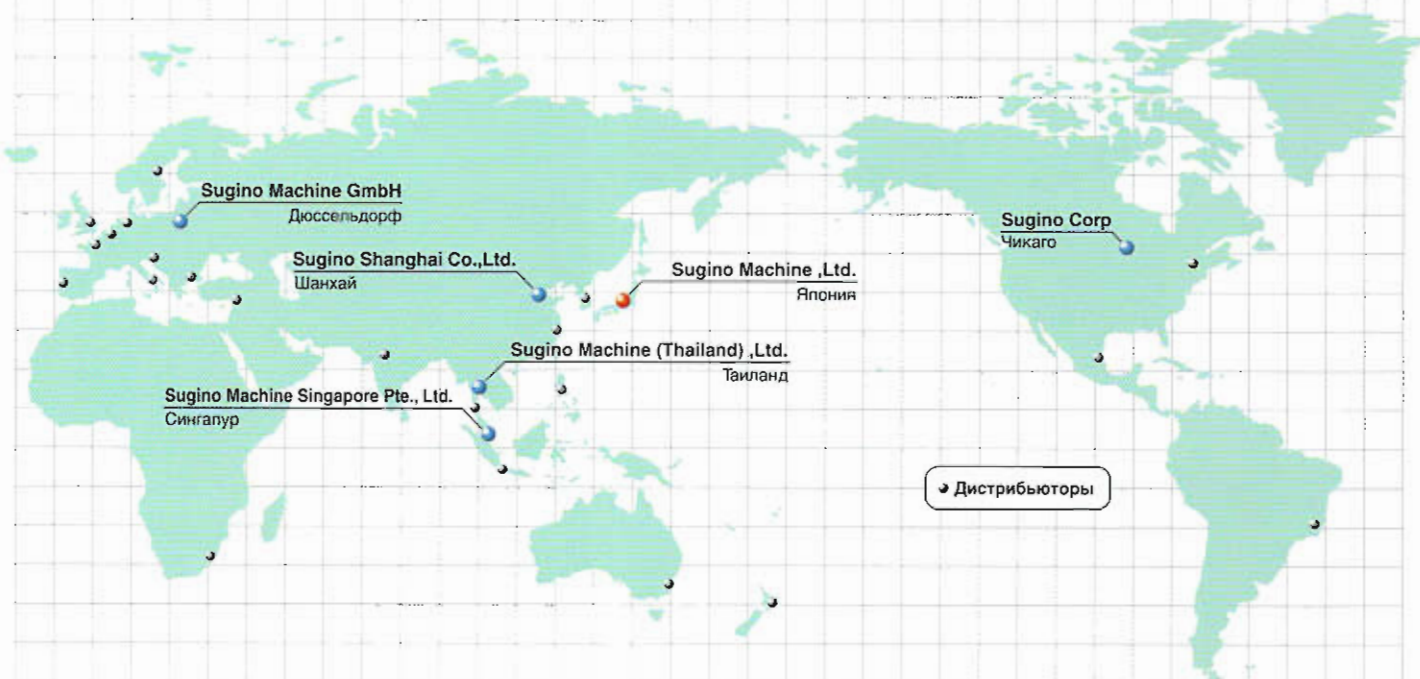 Sugino Machine GmbH
Дюссельдорф
Sugino Corp
Чикаго
Sugino Shanghai Co.,Ltd.
Шанхай
Sugino Machine ,Ltd.
Япония
Sugino Machine (Thailand) ,Ltd.
Таиланд
Sugino Machine Singapore Pte., Ltd.
Сингапур
Дистрибьюторы